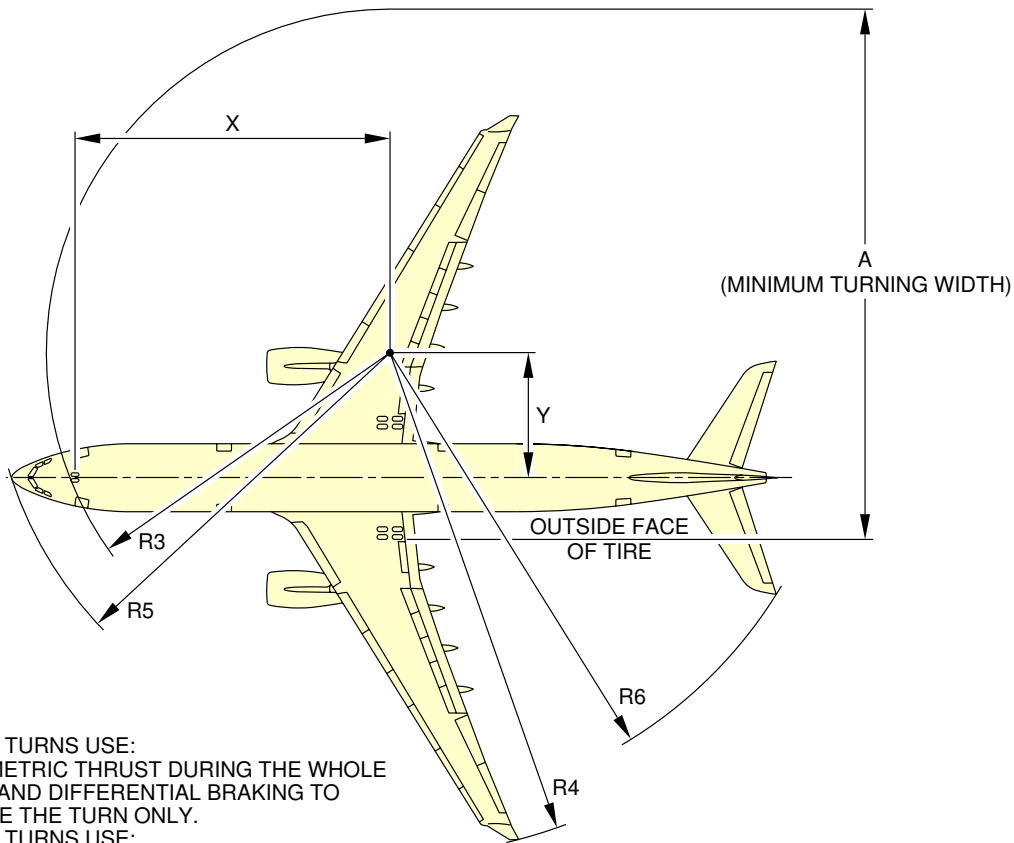 X
A
(MINIMUM TURNING WIDTH)
Y
OUTSIDE FACE
OF TIRE
R3
R5
R6
R4
TURNS USE:
METRIC THRUST DURING THE WHOLE
AND DIFFERENTIAL BRAKING TO
E THE TURN ONLY.
TURNS USE: